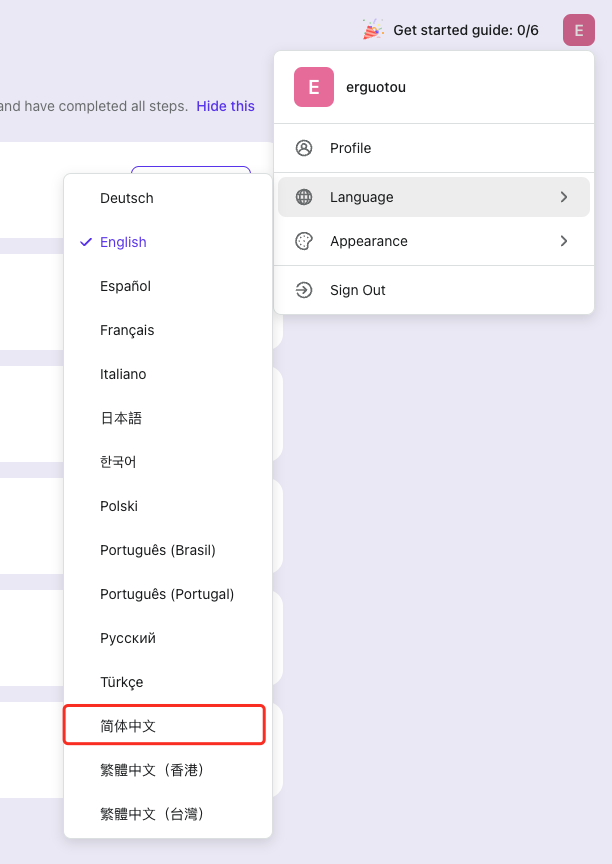 Get started guide: 0/6
E
E
erguotou
and have completed all steps. Hide this
Profile
Language
Appearance
Sign Out
Deutsch
English
Español
Français
Italiano
日本語
한국어
Polski
Português (Brasil)
Português (Portugal)
Русский
Türkçe
简体中文
繁體中文（香港）
繁體中文（台灣）